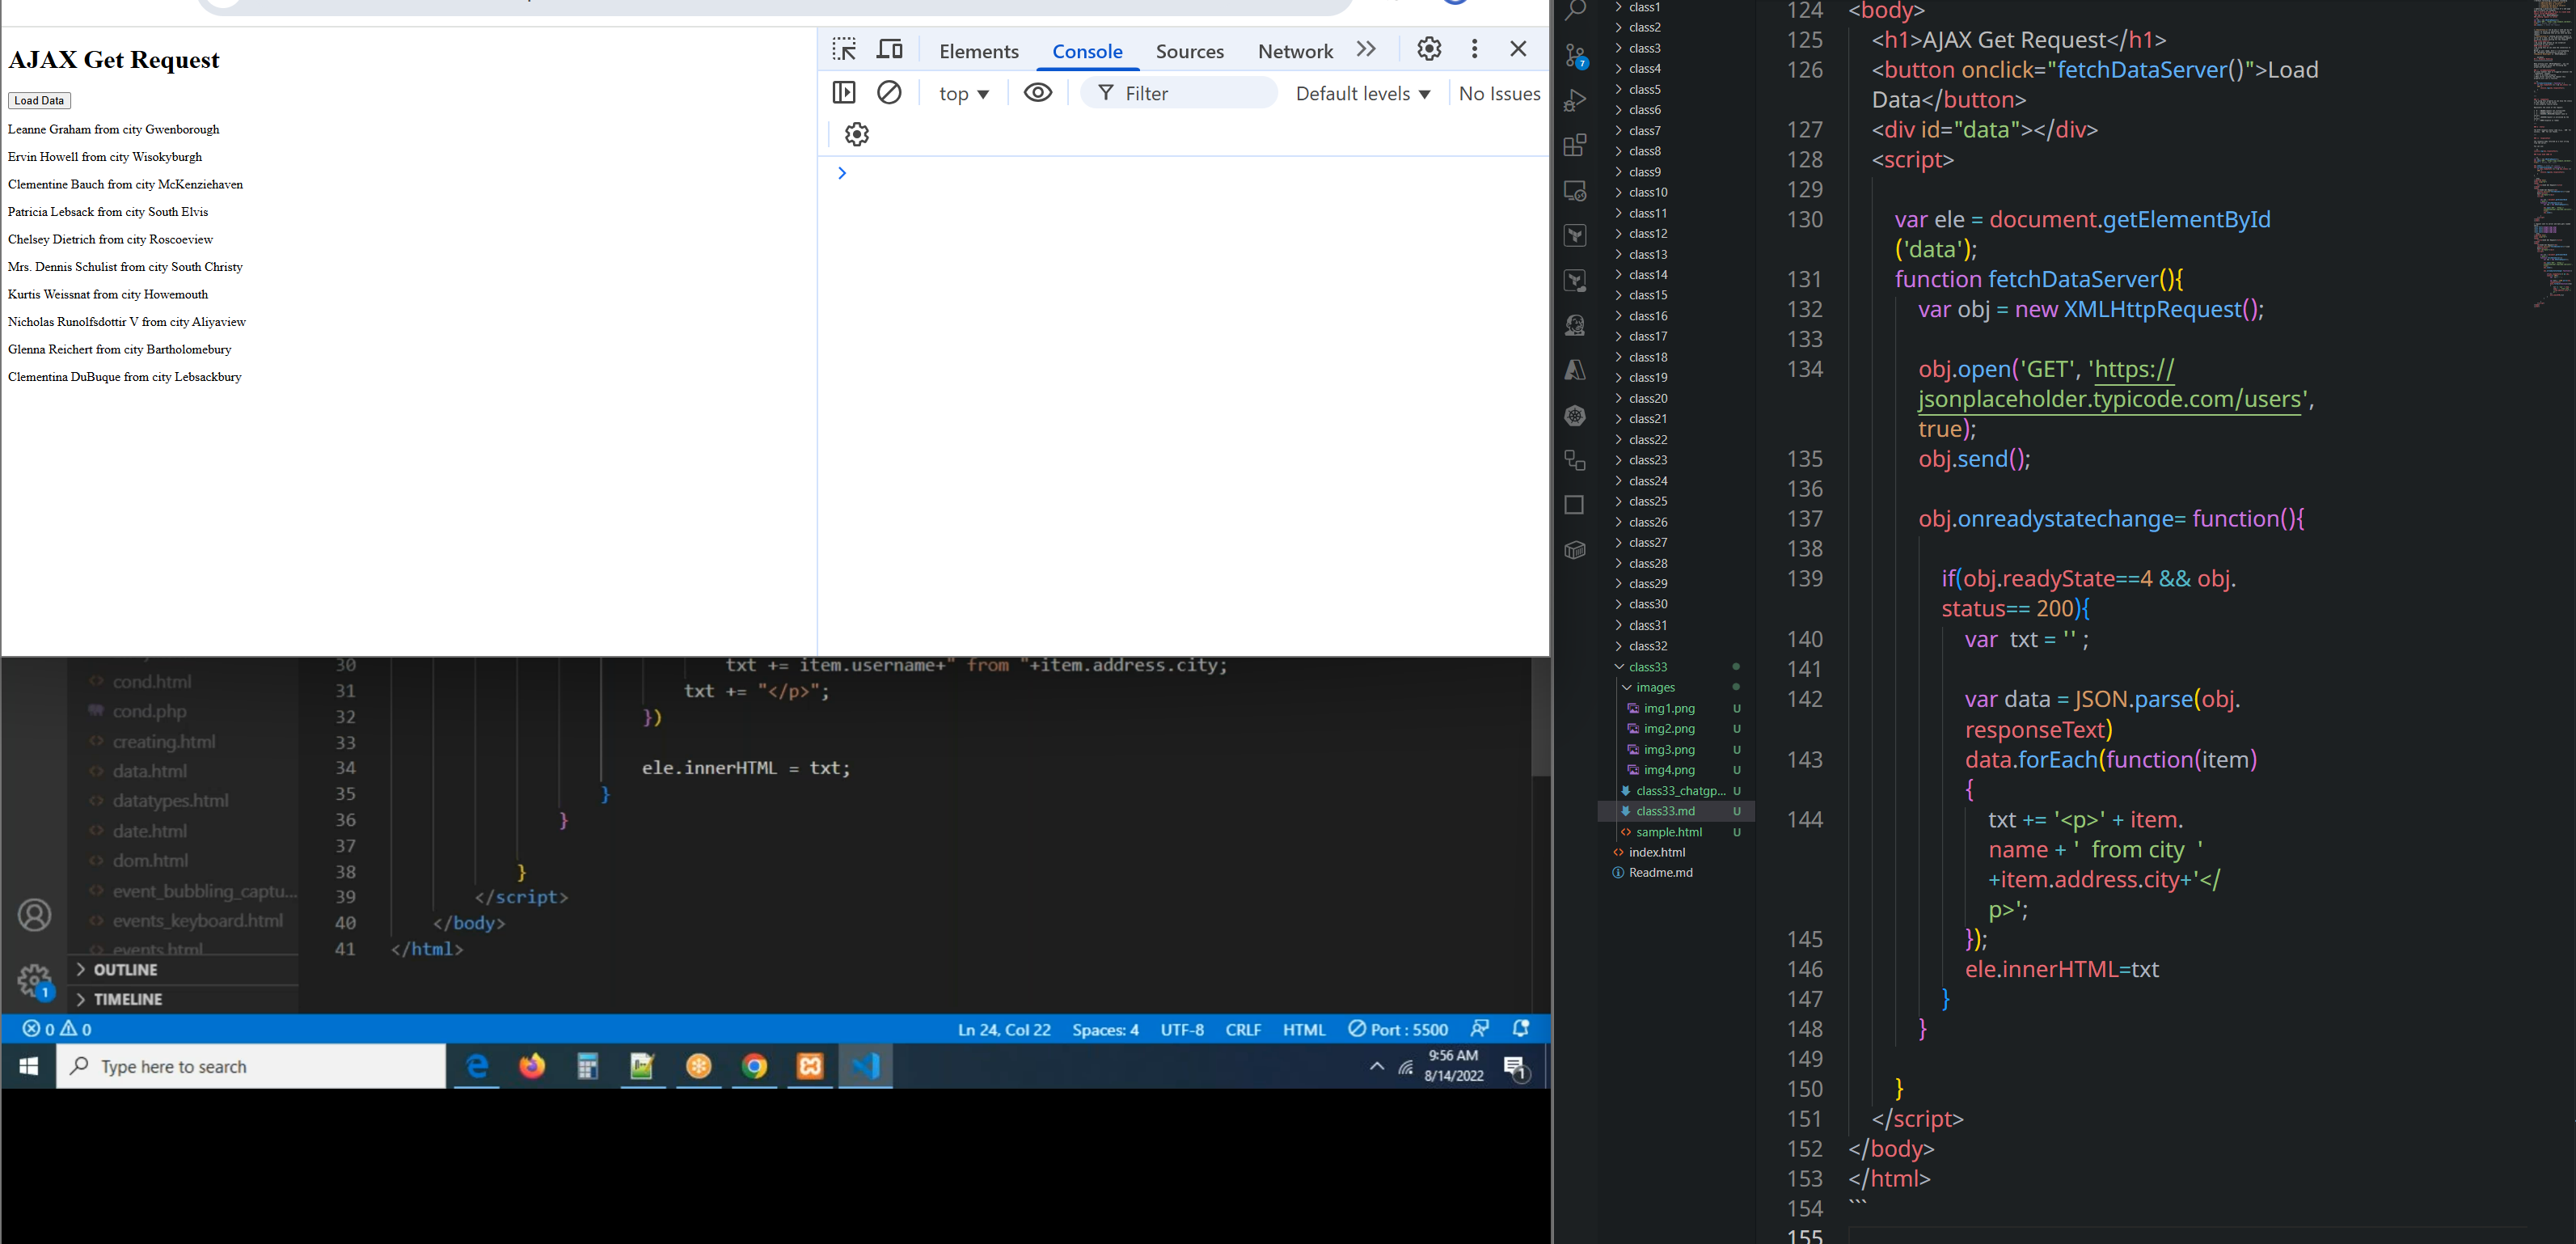 AJAX Get Request
Load Data
Leanne Graham from city Gwenborough
Ervin Howell from city Wisokyburgh
Clementine Bauch from city McKenziehaven
Patricia Lebsack from city South Elvis
Chelsey Dietrich from city Roscoeview
Mrs. Dennis Schulist from city South Christy
Kurtis Weissnat from city Howemouth
Nicholas Runolfsdottir V from city Aliyaview
Glenna Reichert from city Bartholomebury
Clementina DuBuque from city Lebsackbury
Elements Console Sources Network
top Filter Default levels No Issues
cond.html
cond.php
creating.html
data.html
datatypes.html
date.html
dom.html
event_bubbling_captu...
events_keyboard.html
events.html
OUTLINE
TIMELINE
30 txt += item.username+" from "+item.address.city;
31 txt += "</p>";
32 })
33
34 ele.innerHTML = txt;
35 }
36 }
37
38 }
39 </script>
40 </body>
41 </html>
0 0 Ln 24, Col 22 Spaces: 4 UTF-8 CRLF HTML Port : 5500
Type here to search
9:56 AM
8/14/2022
1
1
7
class1
class2
class3
class4
class5
class6
class7
class8
class9
class10
class11
class12
class13
class14
class15
class16
class17
class18
class19
class20
class21
class22
class23
class24
class25
class26
class27
class28
class29
class30
class31
class32
class33
images
img1.png U
img2.png U
img3.png U
img4.png U
class33_chatgp... U
class33.md U
sample.html U
index.html
Readme.md
124 <body>
125 <h1>AJAX Get Request</h1>
126 <button onclick="fetchDataServer()">Load
Data</button>
127 <div id="data"></div>
128 <script>
129
130 var ele = document.getElementById
('data');
131 function fetchDataServer(){
132 var obj = new XMLHttpRequest();
133
134 obj.open('GET', 'https://
jsonplaceholder.typicode.com/users',
true);
135 obj.send();
136
137 obj.onreadystatechange= function(){
138
139 if(obj.readyState==4 && obj.
status== 200){
140 var txt = '' ;
141
142 var data = JSON.parse(obj.
responseText)
143 data.forEach(function(item)
{
144 txt += '<p>' + item.
name + ' from city '
+item.address.city+'</
p>';
145 });
146 ele.innerHTML=txt
147 }
148 }
149
150 }
151 </script>
152 </body>
153 </html>
154 ```
155